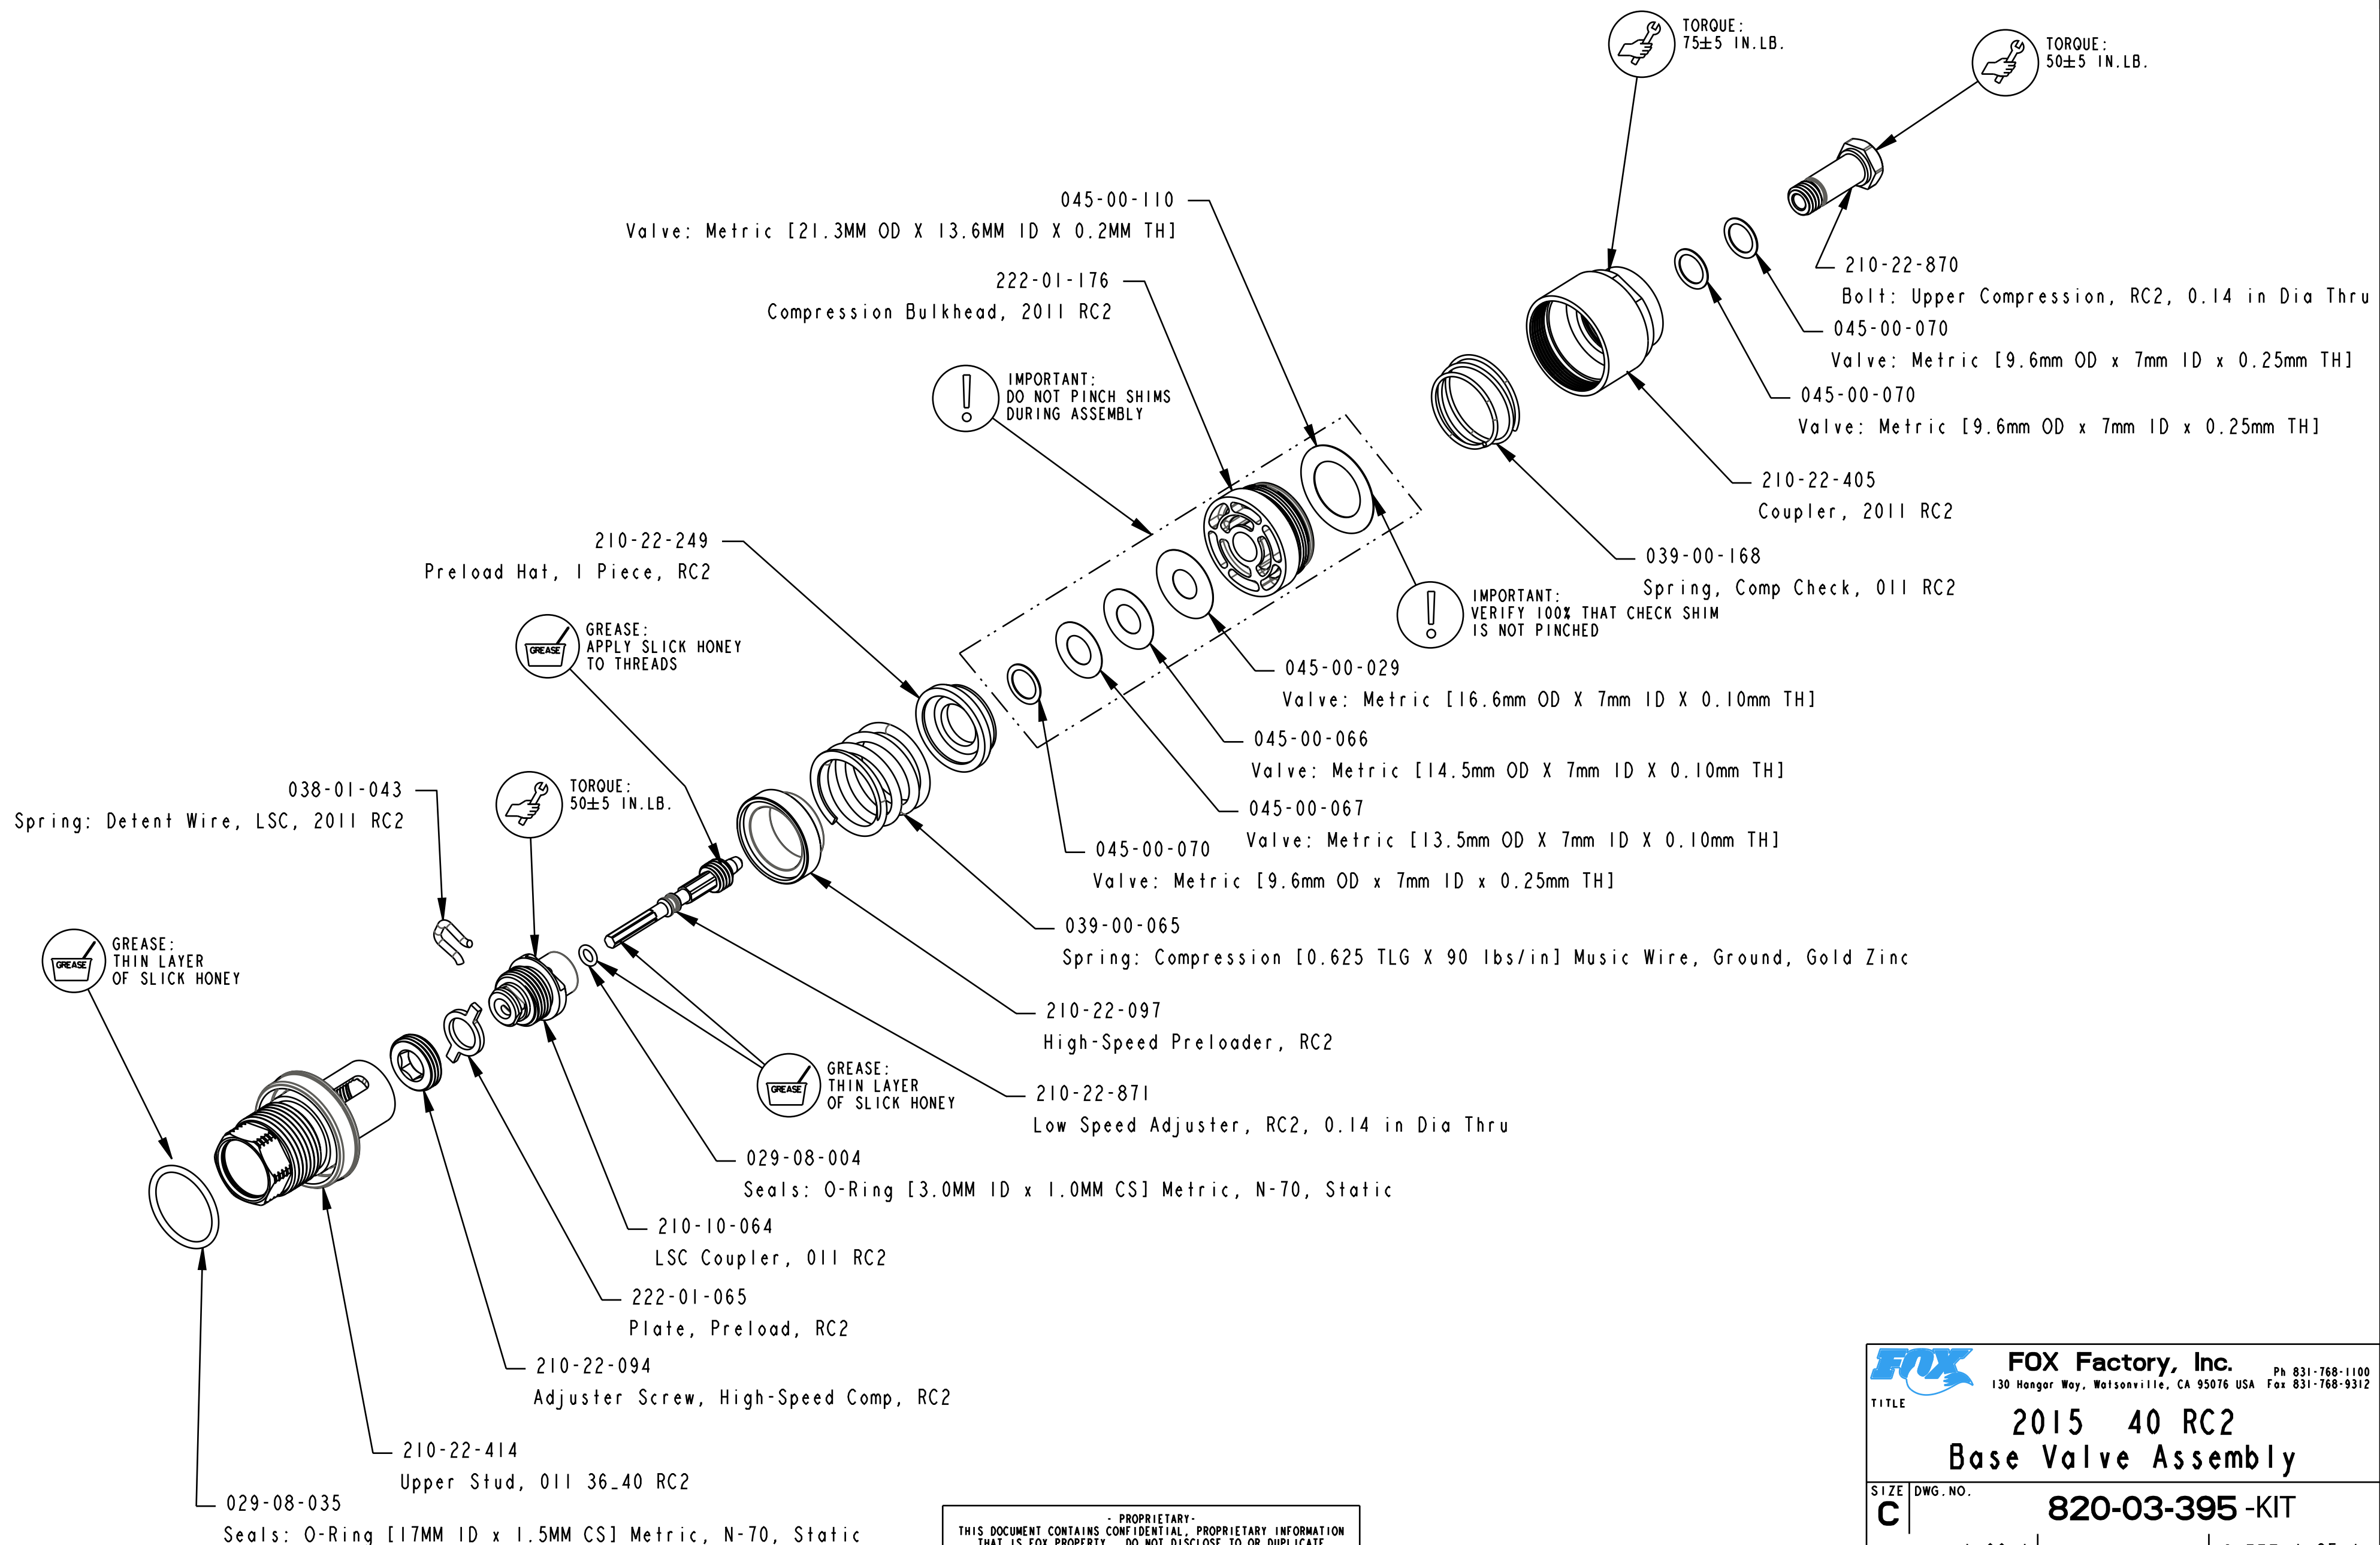 TORQUE:
75±5 IN.LB.
TORQUE:
50±5 IN.LB.
045-00-110
Valve: Metric [21.3MM OD X 13.6MM ID X 0.2MM TH]
222-01-176
Compression Bulkhead, 2011 RC2
210-22-870
Bolt: Upper Compression, RC2, 0.14 in Dia Thru
045-00-070
Valve: Metric [9.6mm OD x 7mm ID x 0.25mm TH]
045-00-070
Valve: Metric [9.6mm OD x 7mm ID x 0.25mm TH]
IMPORTANT:
DO NOT PINCH SHIMS
DURING ASSEMBLY
210-22-405
Coupler, 2011 RC2
210-22-249
Preload Hat, 1 Piece, RC2
039-00-168
Spring, Comp Check, 011 RC2
IMPORTANT:
VERIFY 100% THAT CHECK SHIM
IS NOT PINCHED
GREASE
GREASE:
APPLY SLICK HONEY
TO THREADS
045-00-029
Valve: Metric [16.6mm OD X 7mm ID X 0.10mm TH]
045-00-066
Valve: Metric [14.5mm OD X 7mm ID X 0.10mm TH]
045-00-067
Valve: Metric [13.5mm OD X 7mm ID X 0.10mm TH]
045-00-070
Valve: Metric [9.6mm OD x 7mm ID x 0.25mm TH]
038-01-043
Spring: Detent Wire, LSC, 2011 RC2
TORQUE:
50±5 IN.LB.
039-00-065
Spring: Compression [0.625 TLG X 90 lbs/in] Music Wire, Ground, Gold Zinc
GREASE
GREASE:
THIN LAYER
OF SLICK HONEY
210-22-097
High-Speed Preloader, RC2
GREASE
GREASE:
THIN LAYER
OF SLICK HONEY
210-22-871
Low Speed Adjuster, RC2, 0.14 in Dia Thru
029-08-004
Seals: O-Ring [3.0MM ID x 1.0MM CS] Metric, N-70, Static
210-10-064
LSC Coupler, 011 RC2
222-01-065
Plate, Preload, RC2
210-22-094
Adjuster Screw, High-Speed Comp, RC2
210-22-414
Upper Stud, 011 36_40 RC2
029-08-035
Seals: O-Ring [17MM ID x 1.5MM CS] Metric, N-70, Static
- PROPRIETARY-
THIS DOCUMENT CONTAINS CONFIDENTIAL, PROPRIETARY INFORMATION
THAT IS FOX PROPERTY. DO NOT DISCLOSE TO OR DUPLICATE
FOX
FOX Factory, Inc.
Ph 831-768-1100
130 Hangar Way, Watsonville, CA 95076 USA Fax 831-768-9312
TITLE
2015 40 RC2
Base Valve Assembly
SIZE
C
DWG.NO.
820-03-395 -KIT